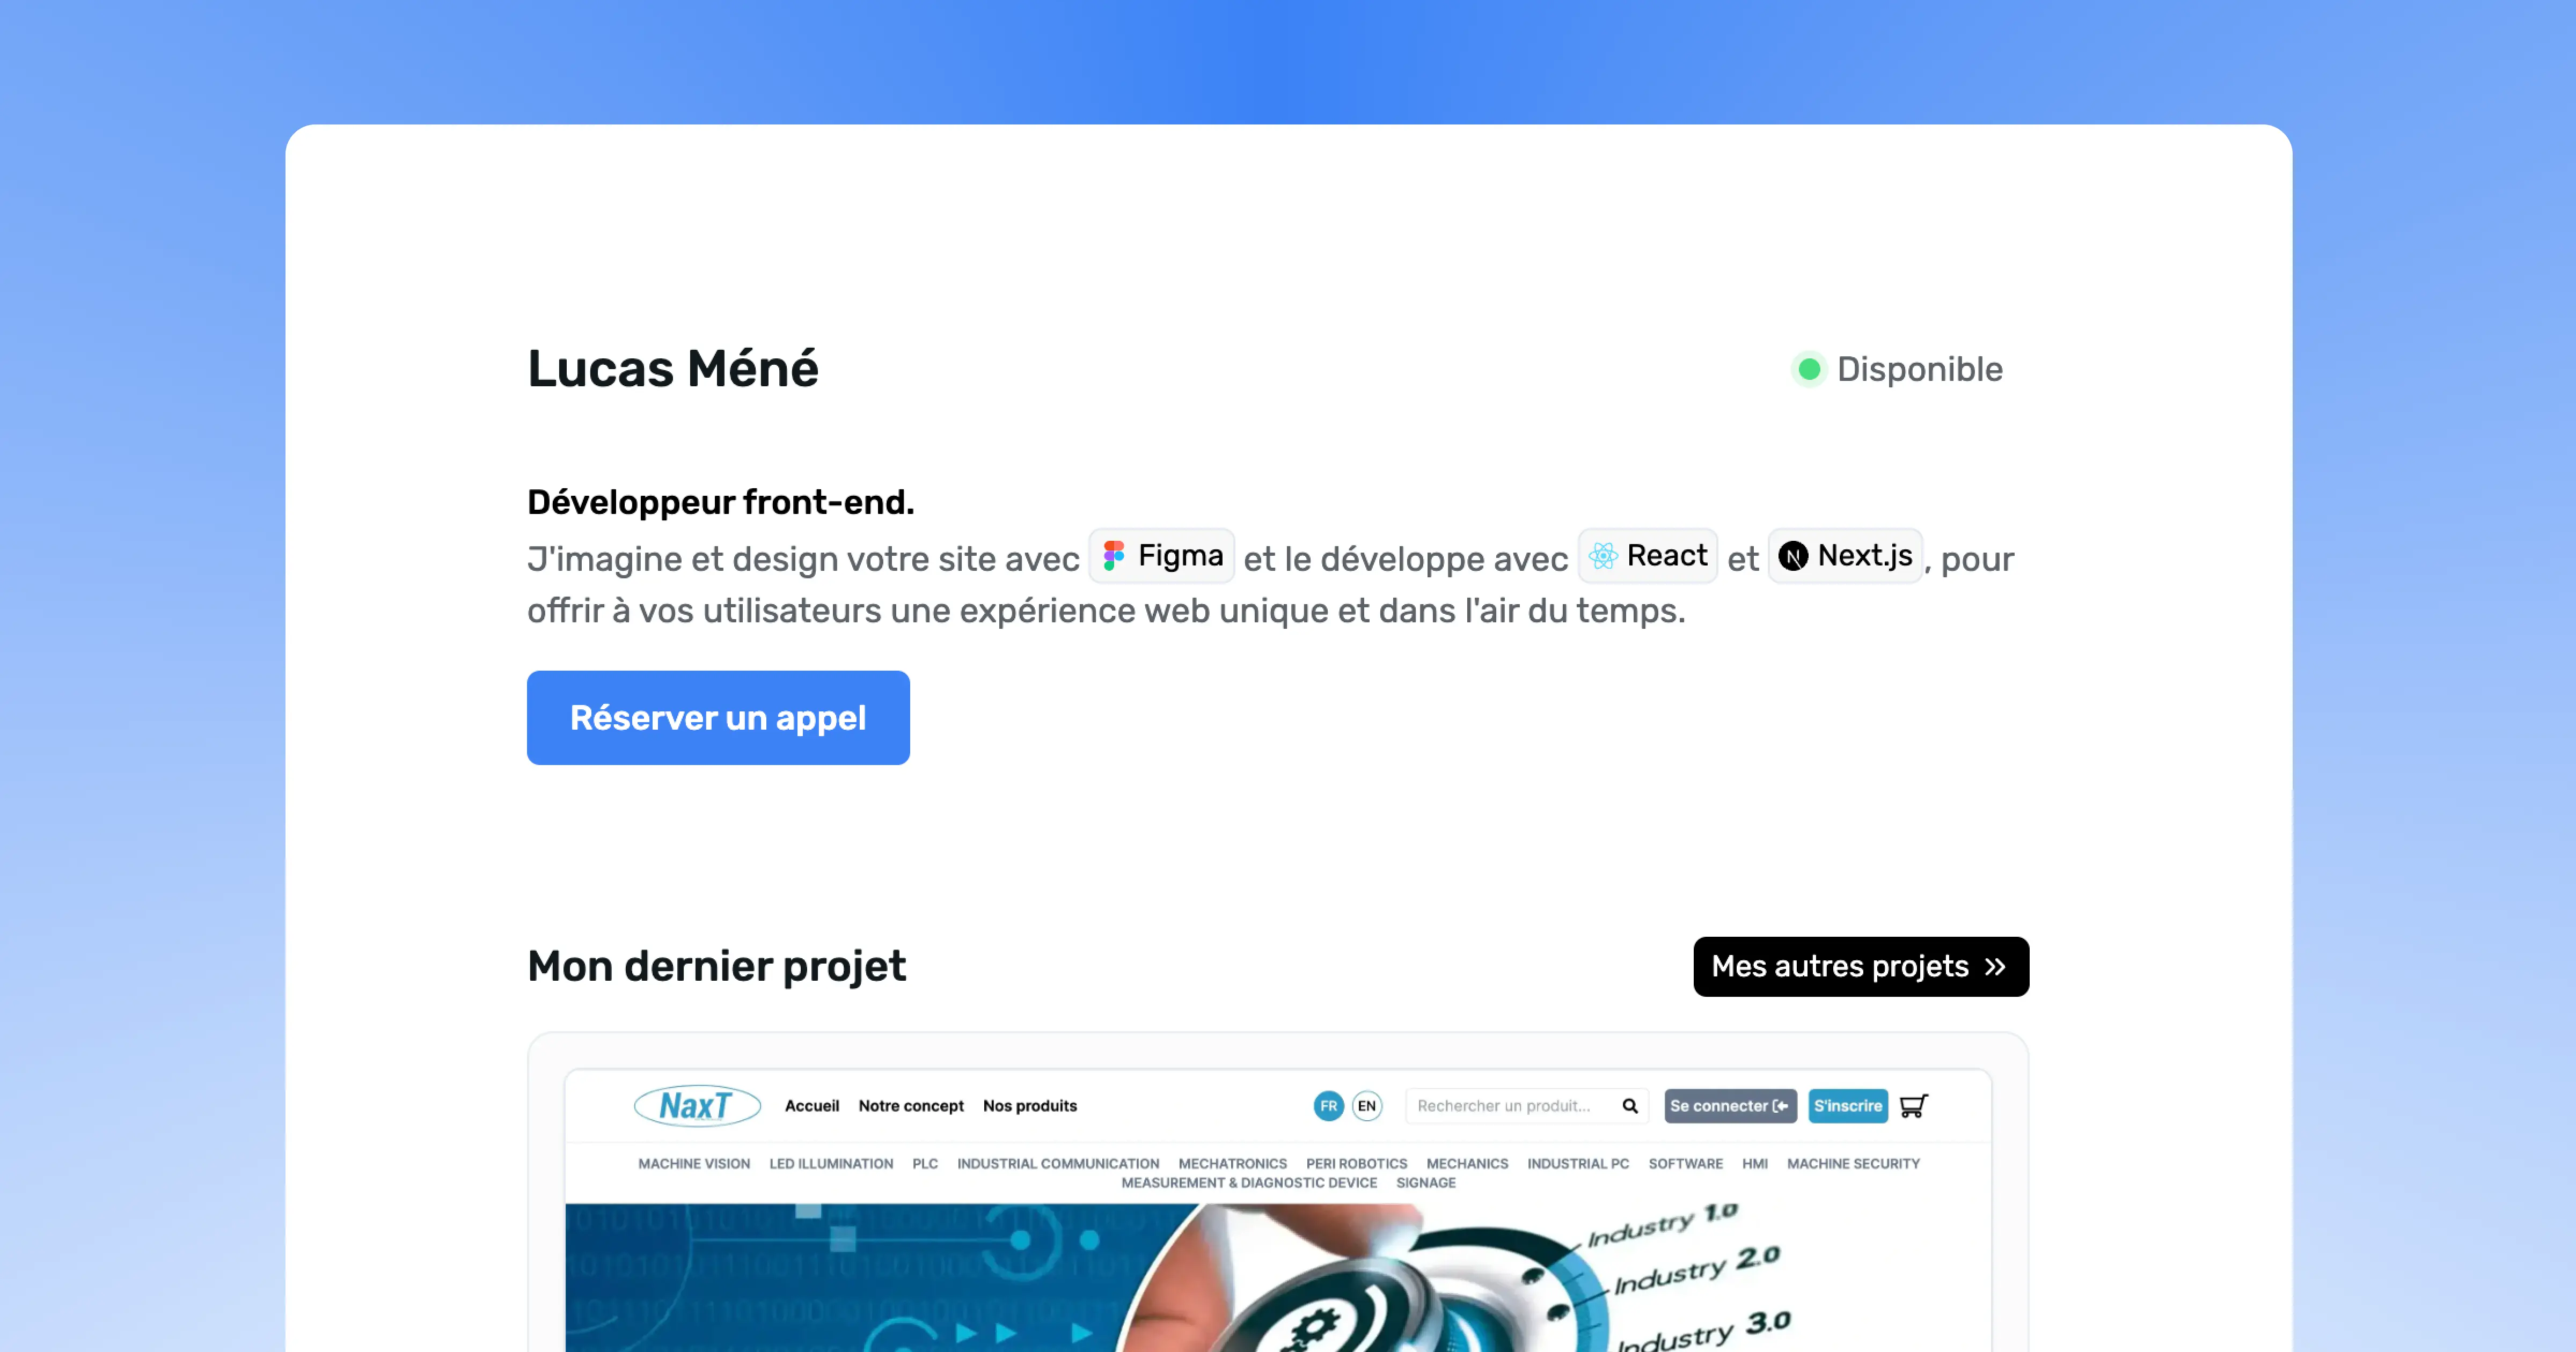 Lucas Méné
Disponible
Développeur front-end.
J'imagine et design votre site avec Figma et le développe avec React et Next.js, pour
offrir à vos utilisateurs une expérience web unique et dans l'air du temps.
Réserver un appel
Mon dernier projet
Mes autres projets
NaxT Accueil Notre concept Nos produits FR EN Rechercher un produit... Se connecter S'inscrire
MACHINE VISION LED ILLUMINATION PLC INDUSTRIAL COMMUNICATION MECHATRONICS PERI ROBOTICS MECHANICS INDUSTRIAL PC SOFTWARE HMI MACHINE SECURITY
MEASUREMENT & DIAGNOSTIC DEVICE SIGNAGE
Industry 1.0
Industry 2.0
Industry 3.0